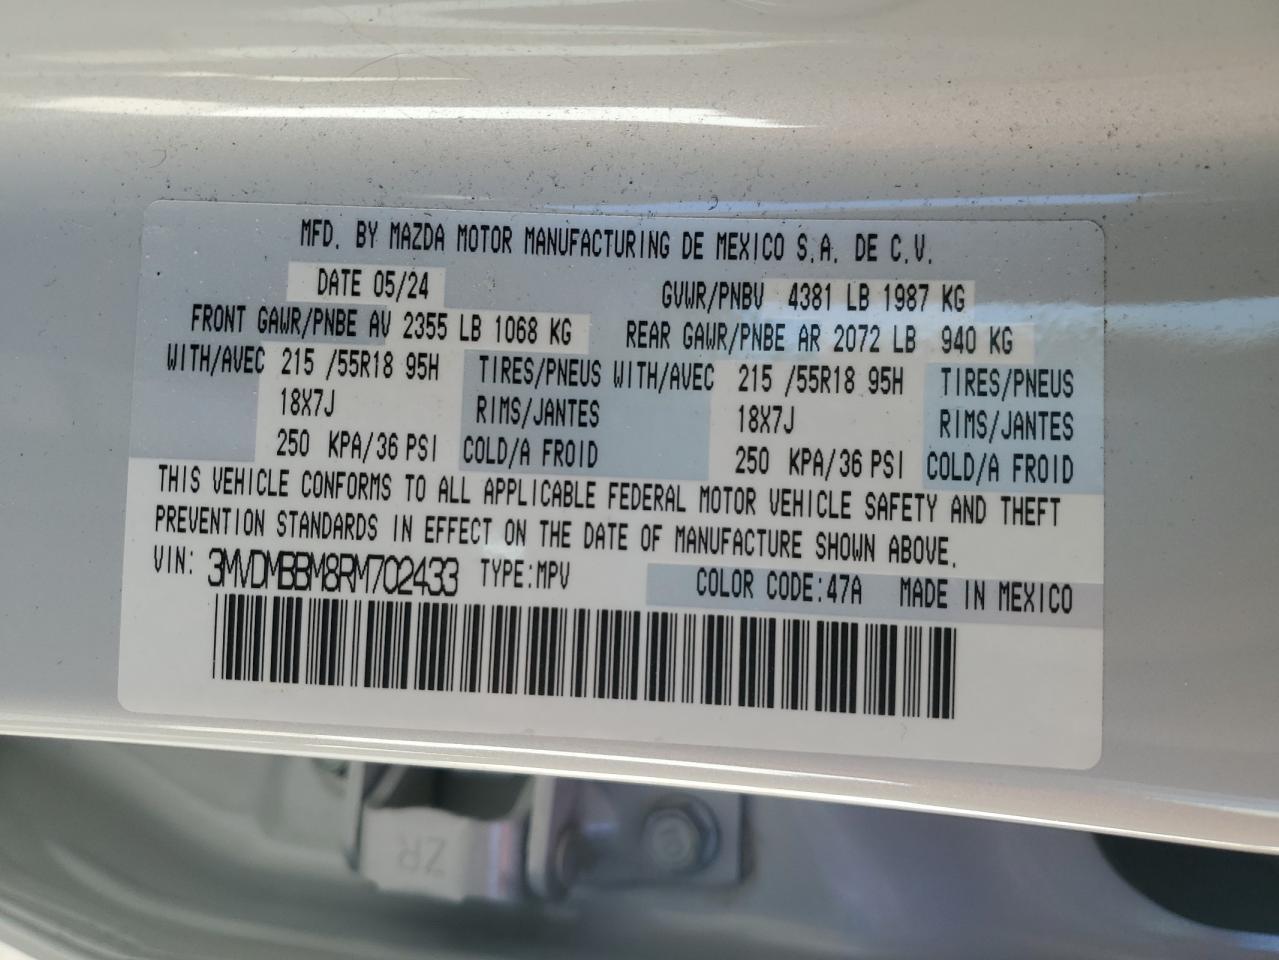 MFD. BY MAZDA MOTOR MANUFACTURING DE MEXICO S.A. DE C.V.
DATE 05/24 GVWR/PNBV 4381 LB 1987 KG
FRONT GAWR/PNBE AV 2355 LB 1068 KG REAR GAWR/PNBE AR 2072 LB 940 KG
WITH/AVEC 215 /55R18 95H TIRES/PNEUS WITH/AVEC 215 /55R18 95H TIRES/PNEUS
18X7J RIMS/JANTES 18X7J RIMS/JANTES
250 KPA/36 PSI COLD/A FROID 250 KPA/36 PSI COLD/A FROID
THIS VEHICLE CONFORMS TO ALL APPLICABLE FEDERAL MOTOR VEHICLE SAFETY AND THEFT
PREVENTION STANDARDS IN EFFECT ON THE DATE OF MANUFACTURE SHOWN ABOVE.
VIN: 3MVDMBBM8RM702433 TYPE:MPV COLOR CODE:47A MADE IN MEXICO
ZR